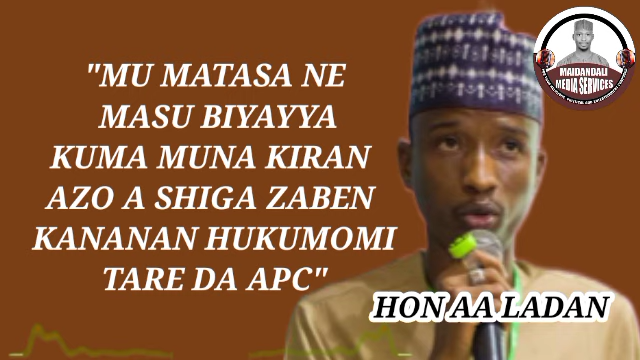 "MU MATASA NE
MASU BIYAYYA
KUMA MUNA KIRAN
AZO A SHIGA ZABEN
KANANAN HUKUMOMI
TARE DA APC"
HON AA LADAN
MAIDANDALI
MEDIA SERVICES